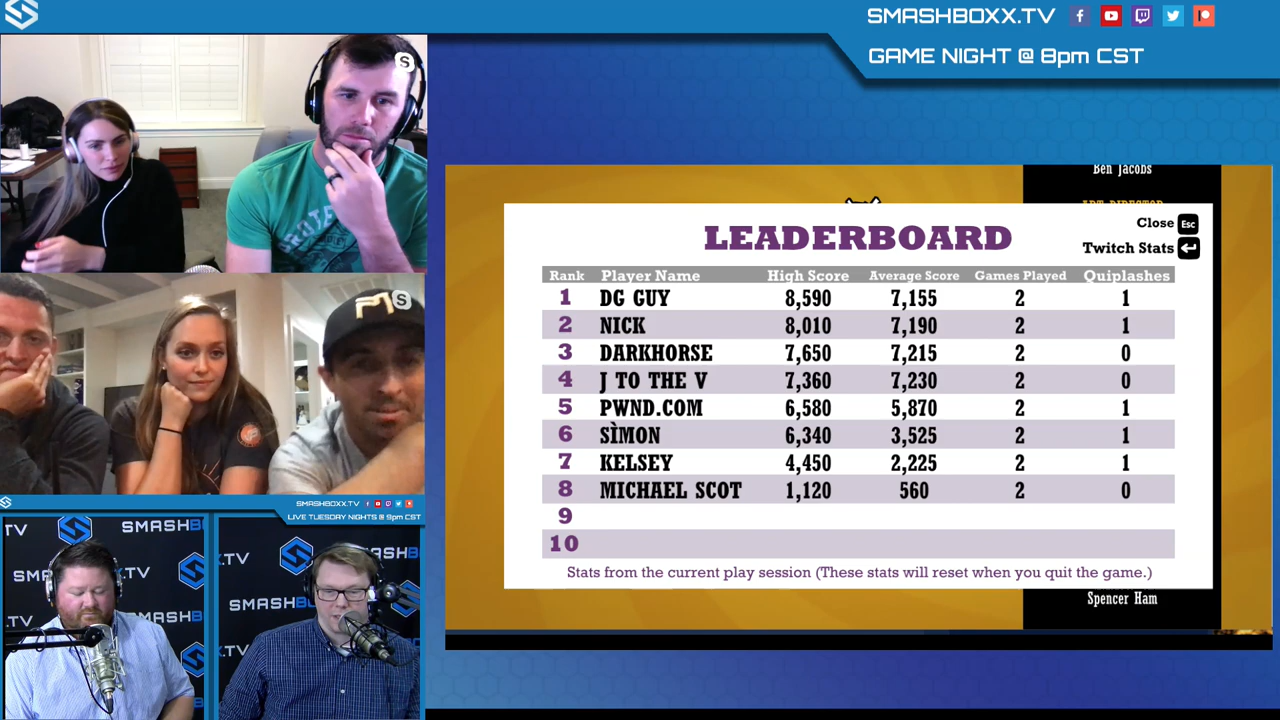 SMASHBOXX.TV
GAME NIGHT @ 8pm CST
Ben Jacobs
Close Esc
Twitch Stats
LEADERBOARD
Rank Player Name High Score Average Score Games Played Quiplashes
1 DG GUY 8,590 7,155 2 1
2 NICK 8,010 7,190 2 1
3 DARKHORSE 7,650 7,215 2 0
4 J TO THE V 7,360 7,230 2 0
5 PWND.COM 6,580 5,870 2 1
6 SÌMON 6,340 3,525 2 1
7 KELSEY 4,450 2,225 2 1
8 MICHAEL SCOT 1,120 560 2 0
9
10
Stats from the current play session (These stats will reset when you quit the game.)
Spencer Ham
SMASHBOXX.TV
LIVE TUESDAY NIGHTS @ 9pm CST